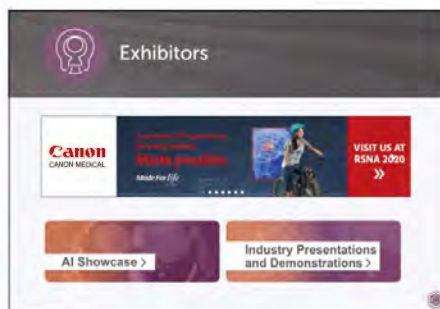 Exhibitors
Canon
CANON MEDICAL
Made possible
Made For life
VISIT US AT
RSNA 2020
»
AI Showcase >
Industry Presentations
and Demonstrations >